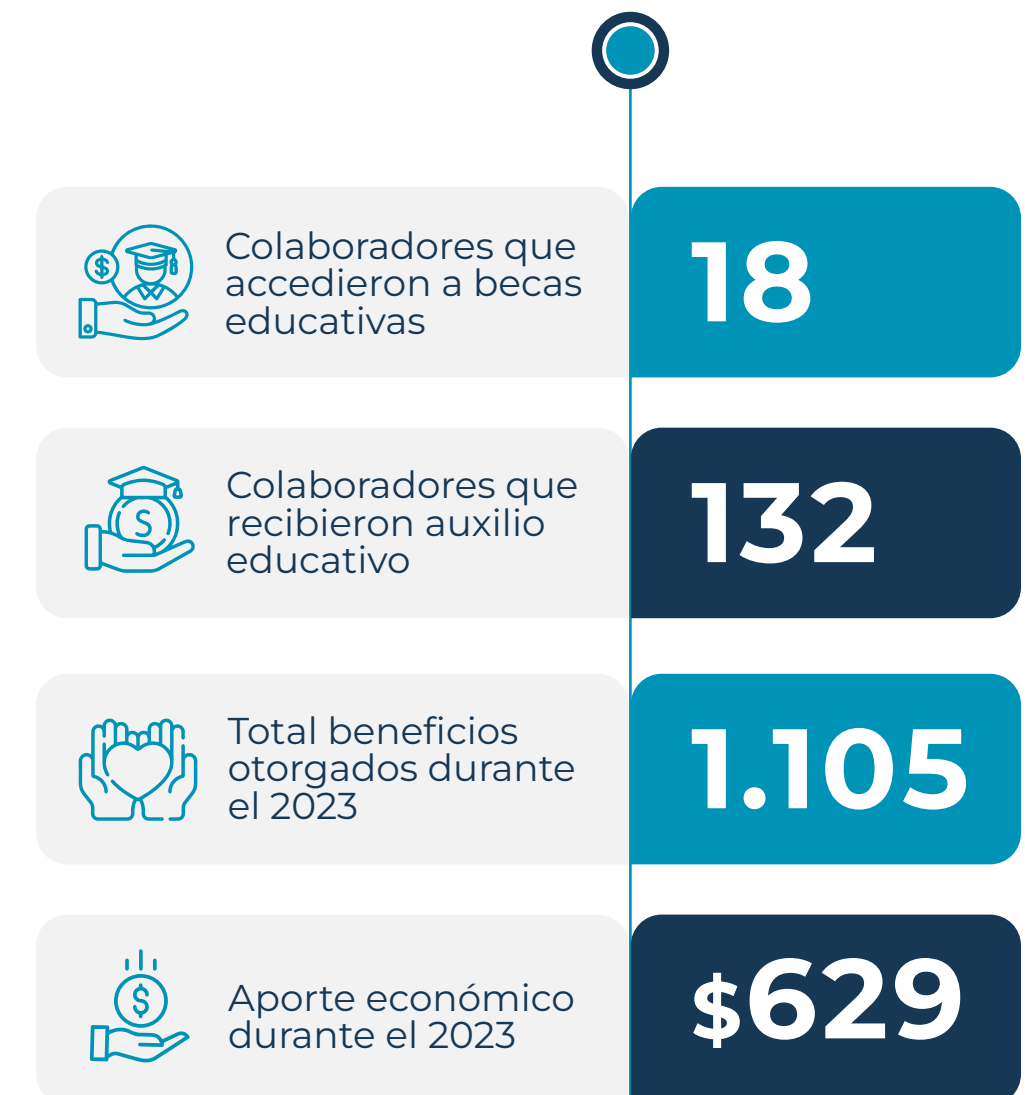 Colaboradores que
accedieron a becas
educativas
18
Colaboradores que
recibieron auxilio
educativo
132
Total beneficios
otorgados durante
el 2023
1.105
Aporte económico
durante el 2023
$629